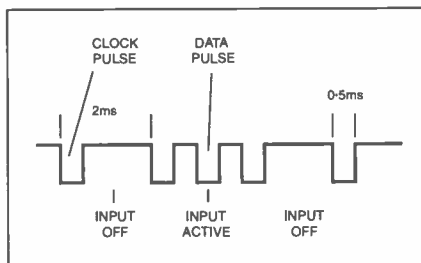 CLOCK
PULSE
DATA
PULSE
2ms
0·5ms
INPUT
OFF
INPUT
ACTIVE
INPUT
OFF